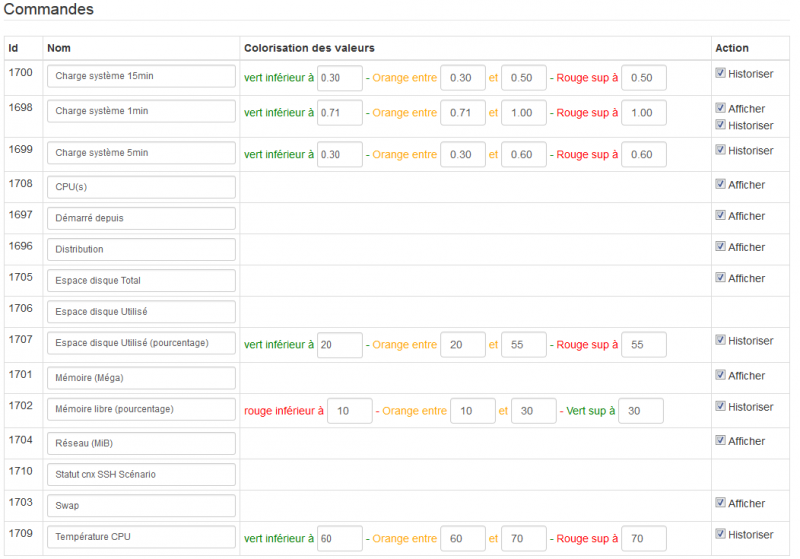 Commandes
Id Nom Colorisation des valeurs Action
1700 Charge système 15min vert inférieur à 0.30 - Orange entre 0.30 et 0.50 - Rouge sup à 0.50 Historiser
1698 Charge système 1min vert inférieur à 0.71 - Orange entre 0.71 et 1.00 - Rouge sup à 1.00 Afficher
Historiser
1699 Charge système 5min vert inférieur à 0.30 - Orange entre 0.30 et 0.60 - Rouge sup à 0.60 Historiser
1708 CPU(s) Afficher
1697 Démarré depuis Afficher
1696 Distribution Afficher
1705 Espace disque Total Afficher
1706 Espace disque Utilisé
1707 Espace disque Utilisé (pourcentage) vert inférieur à 20 - Orange entre 20 et 55 - Rouge sup à 55 Historiser
1701 Mémoire (Méga) Afficher
1702 Mémoire libre (pourcentage) rouge inférieur à 10 - Orange entre 10 et 30 - Vert sup à 30 Historiser
1704 Réseau (MiB) Afficher
1710 Statut cnx SSH Scénario
1703 Swap Afficher
1709 Température CPU vert inférieur à 60 - Orange entre 60 et 70 - Rouge sup à 70 Historiser